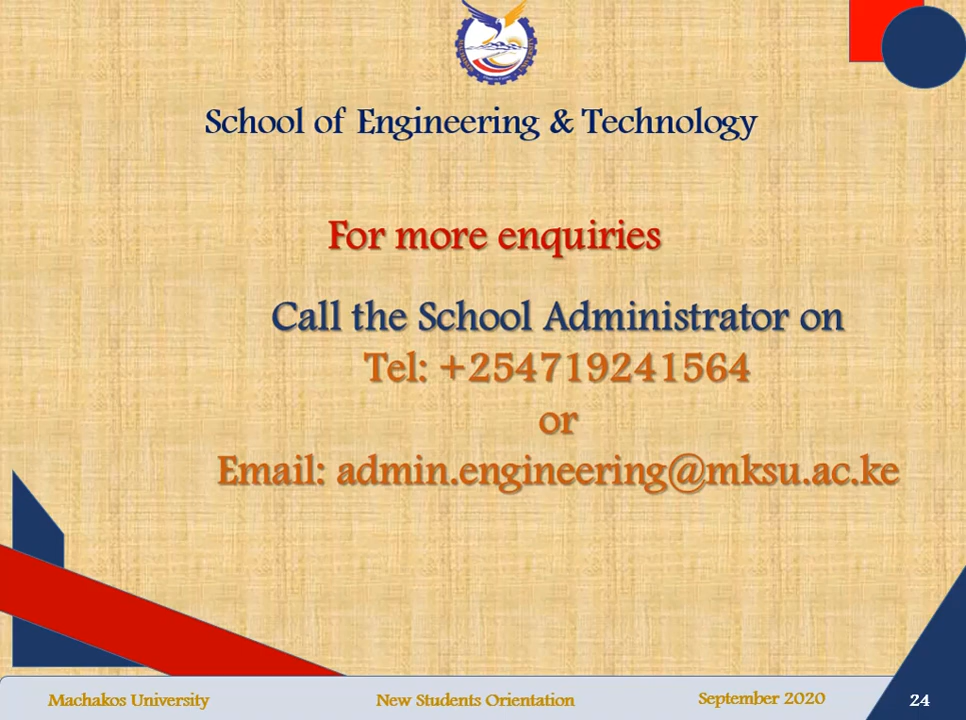 School of Engineering & Technology
For more enquiries
Call the School Administrator on
Tel: +254719241564
or
Email: admin.engineering@mksu.ac.ke
Machakos University
New Students Orientation
September 2020
24